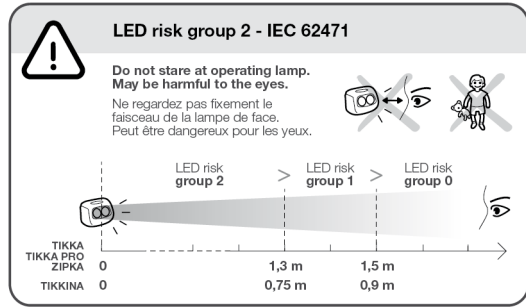 LED risk group 2 - IEC 62471
Do not stare at operating lamp.
May be harmful to the eyes.
Ne regardez pas fixement le
faisceau de la lampe de face.
Peut être dangereux pour les yeux.
LED risk
group 2
>
LED risk
group 1
>
LED risk
group 0
TIKKA
TIKKA PRO
ZIPKA 0 1,3 m 1,5 m
TIKKINA 0 0,75 m 0,9 m